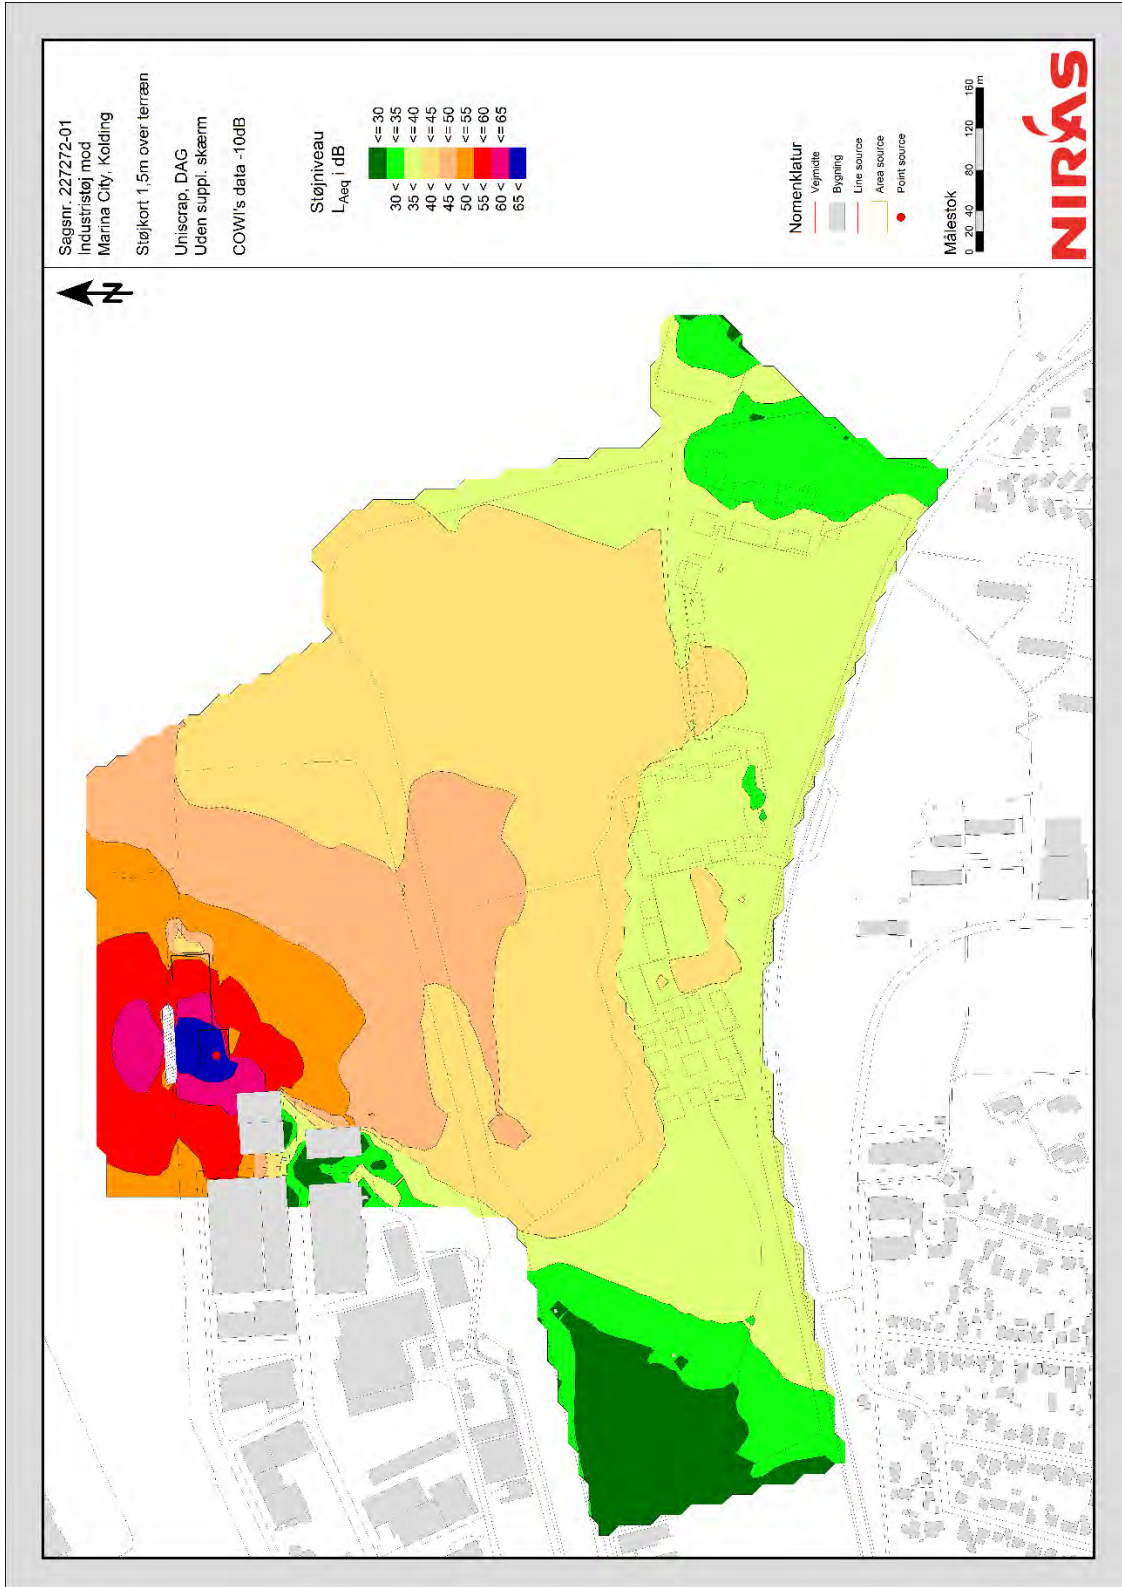 Sagsnr. 227272-01
Industristøj mod
Marina City, Kolding
Støjkort 1,5m over terræn
Uniscrap, DAG
Uden suppl. skærm
COWI's data -10dB
Støjniveau
LAeq i dB
<= 30
30 < <= 35
35 < <= 40
40 < <= 45
45 < <= 50
50 < <= 55
55 < <= 60
60 < <= 65
65 <
Nomenklatur
Vejmidte
Bygning
Line source
Area source
Point source
Målestok
0 20 40 80 120 160
m
NIRAS
N